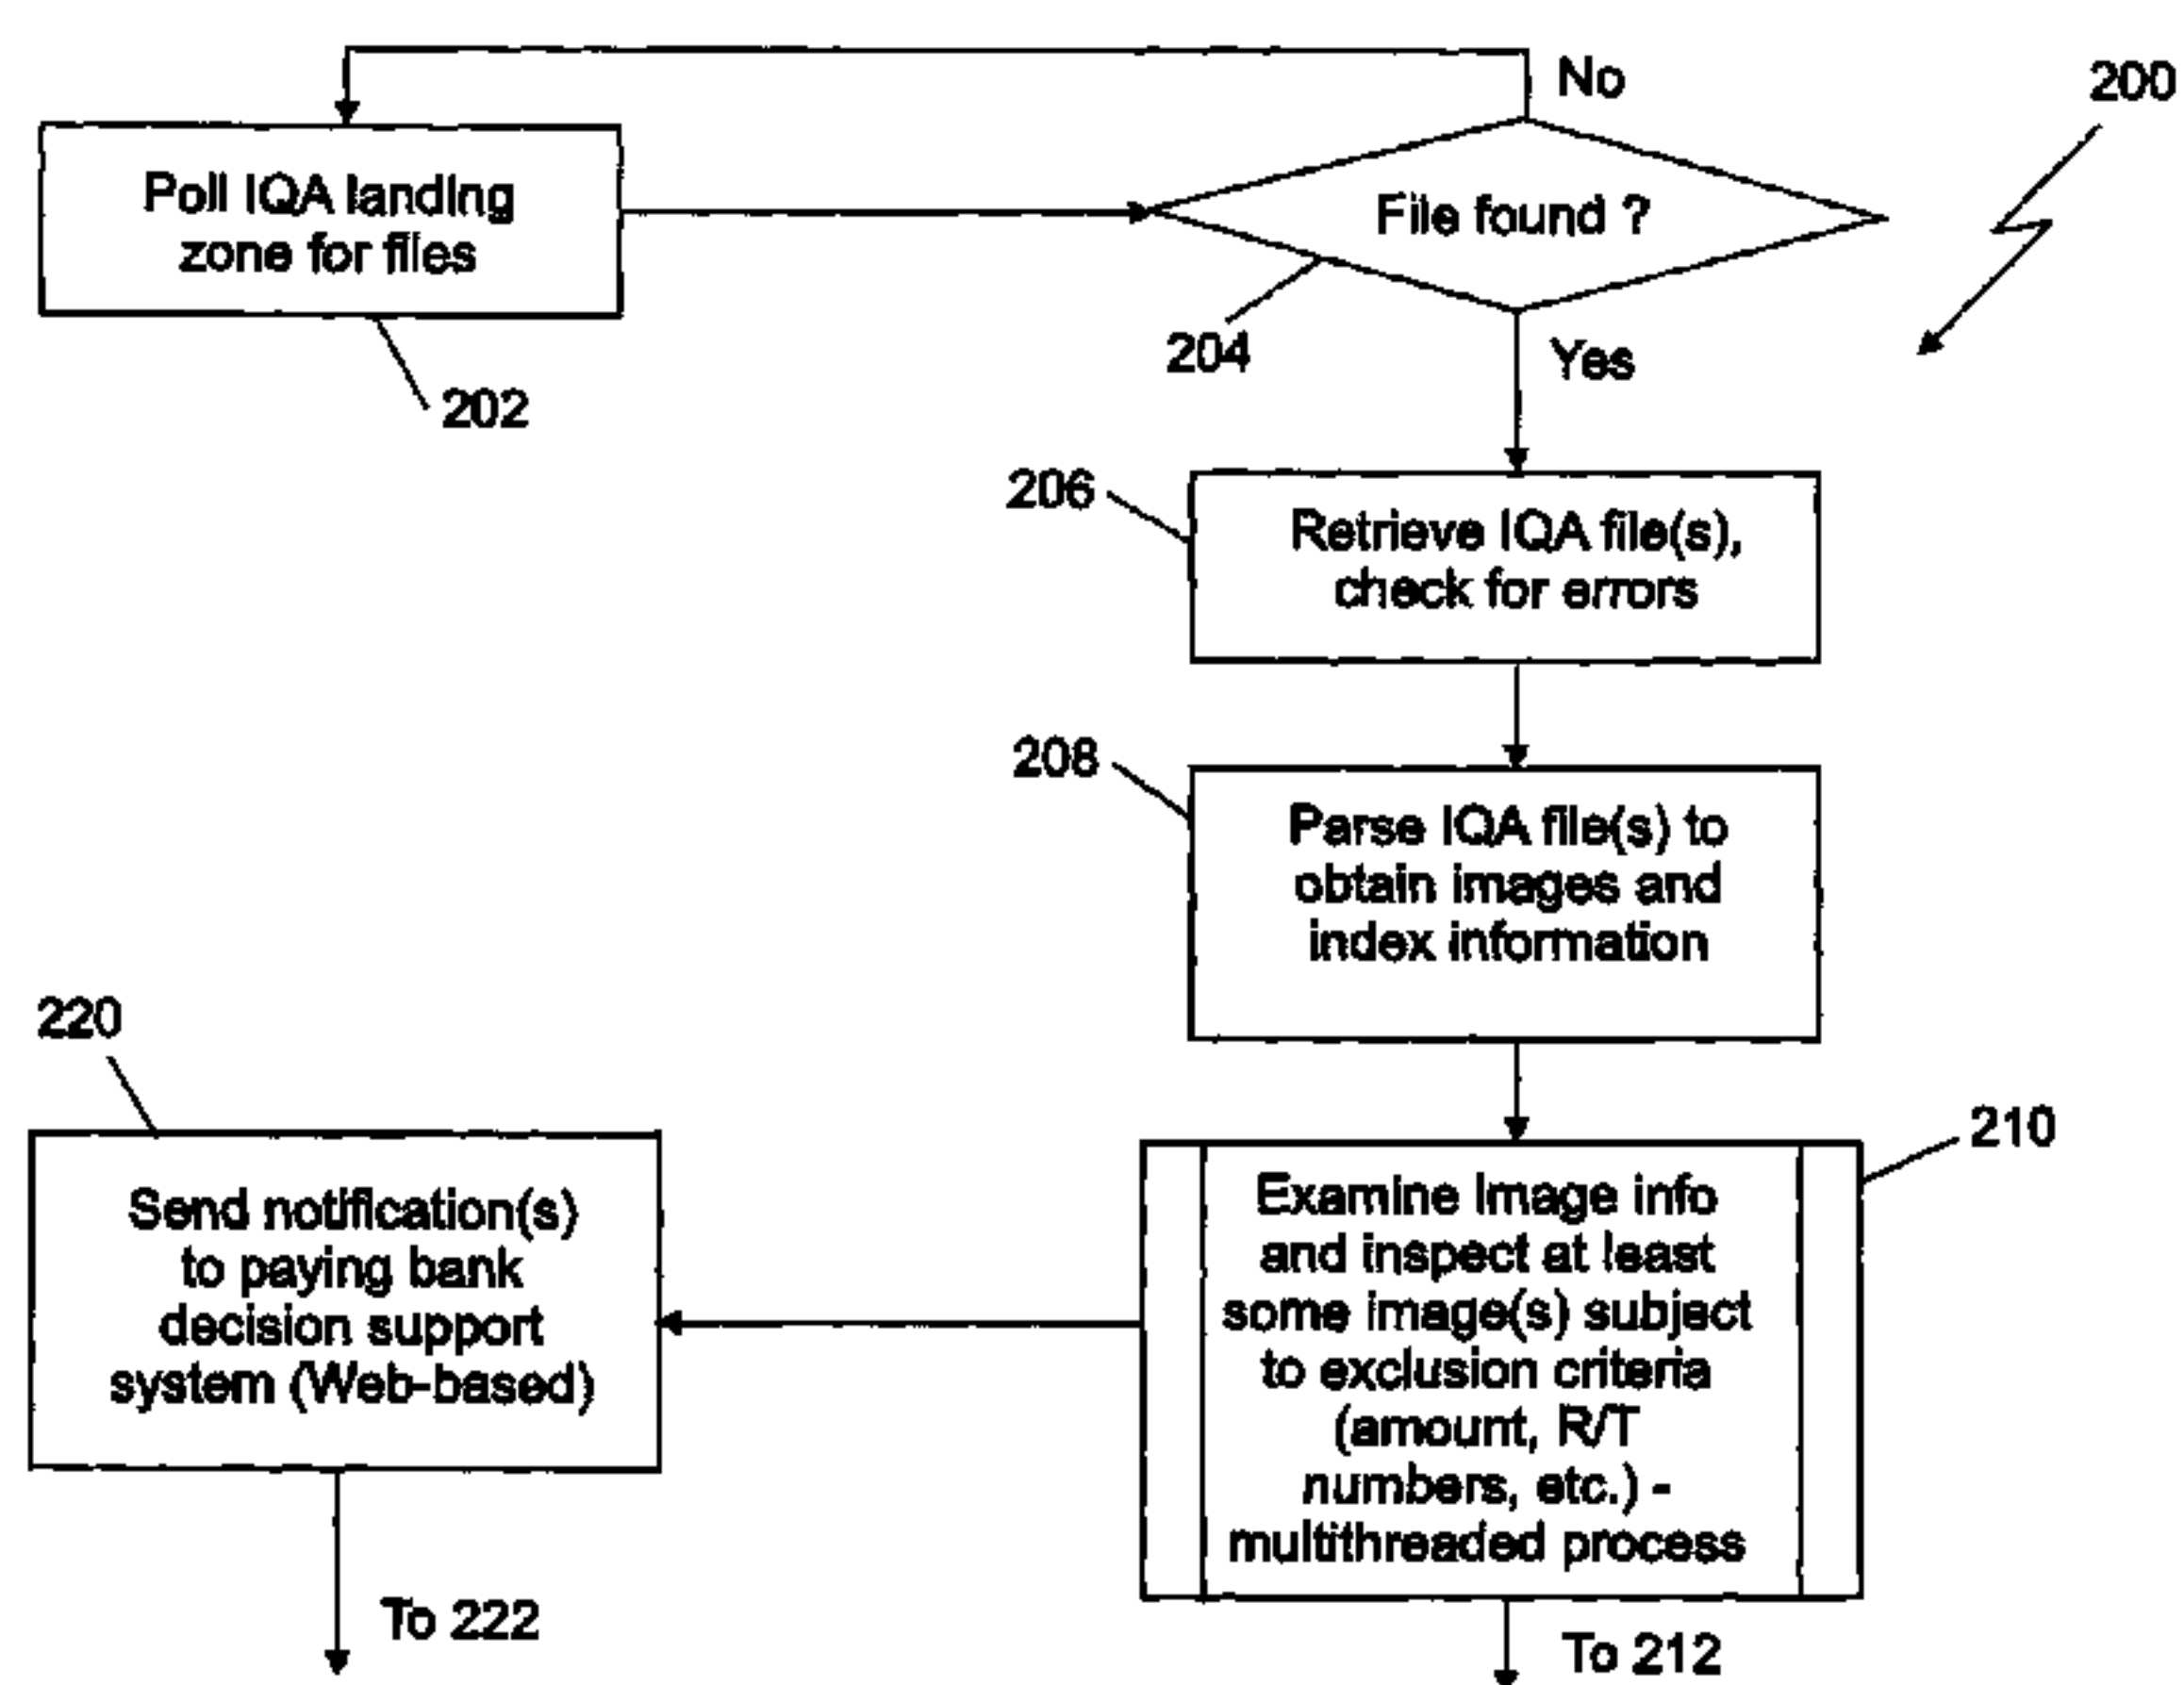 No
200
Poll IQA landing
zone for files
File found ?
204
Yes
202
206
Retrieve IQA file(s),
check for errors
208
Parse IQA file(s) to
obtain images and
index information
220
210
Send notification(s)
to paying bank
decision support
system (Web-based)
Examine Image info
and inspect at least
some image(s) subject
to exclusion criteria
(amount, R/T
numbers, etc.) -
multithreaded process
To 222
To 212